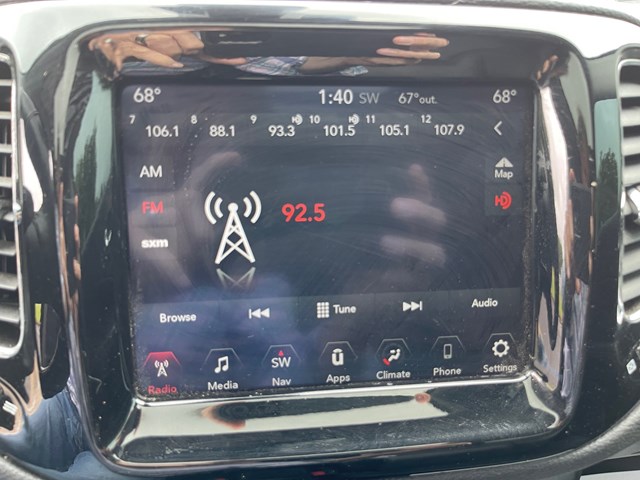 68° 1:40 SW 67°out. 68°
7 8 9 10 11 12
106.1 88.1 93.3 101.5 105.1 107.9
AM
Map
FM
92.5
sxm
Browse Tune Audio
SW
Radio Media Nav Apps Climate Phone Settings